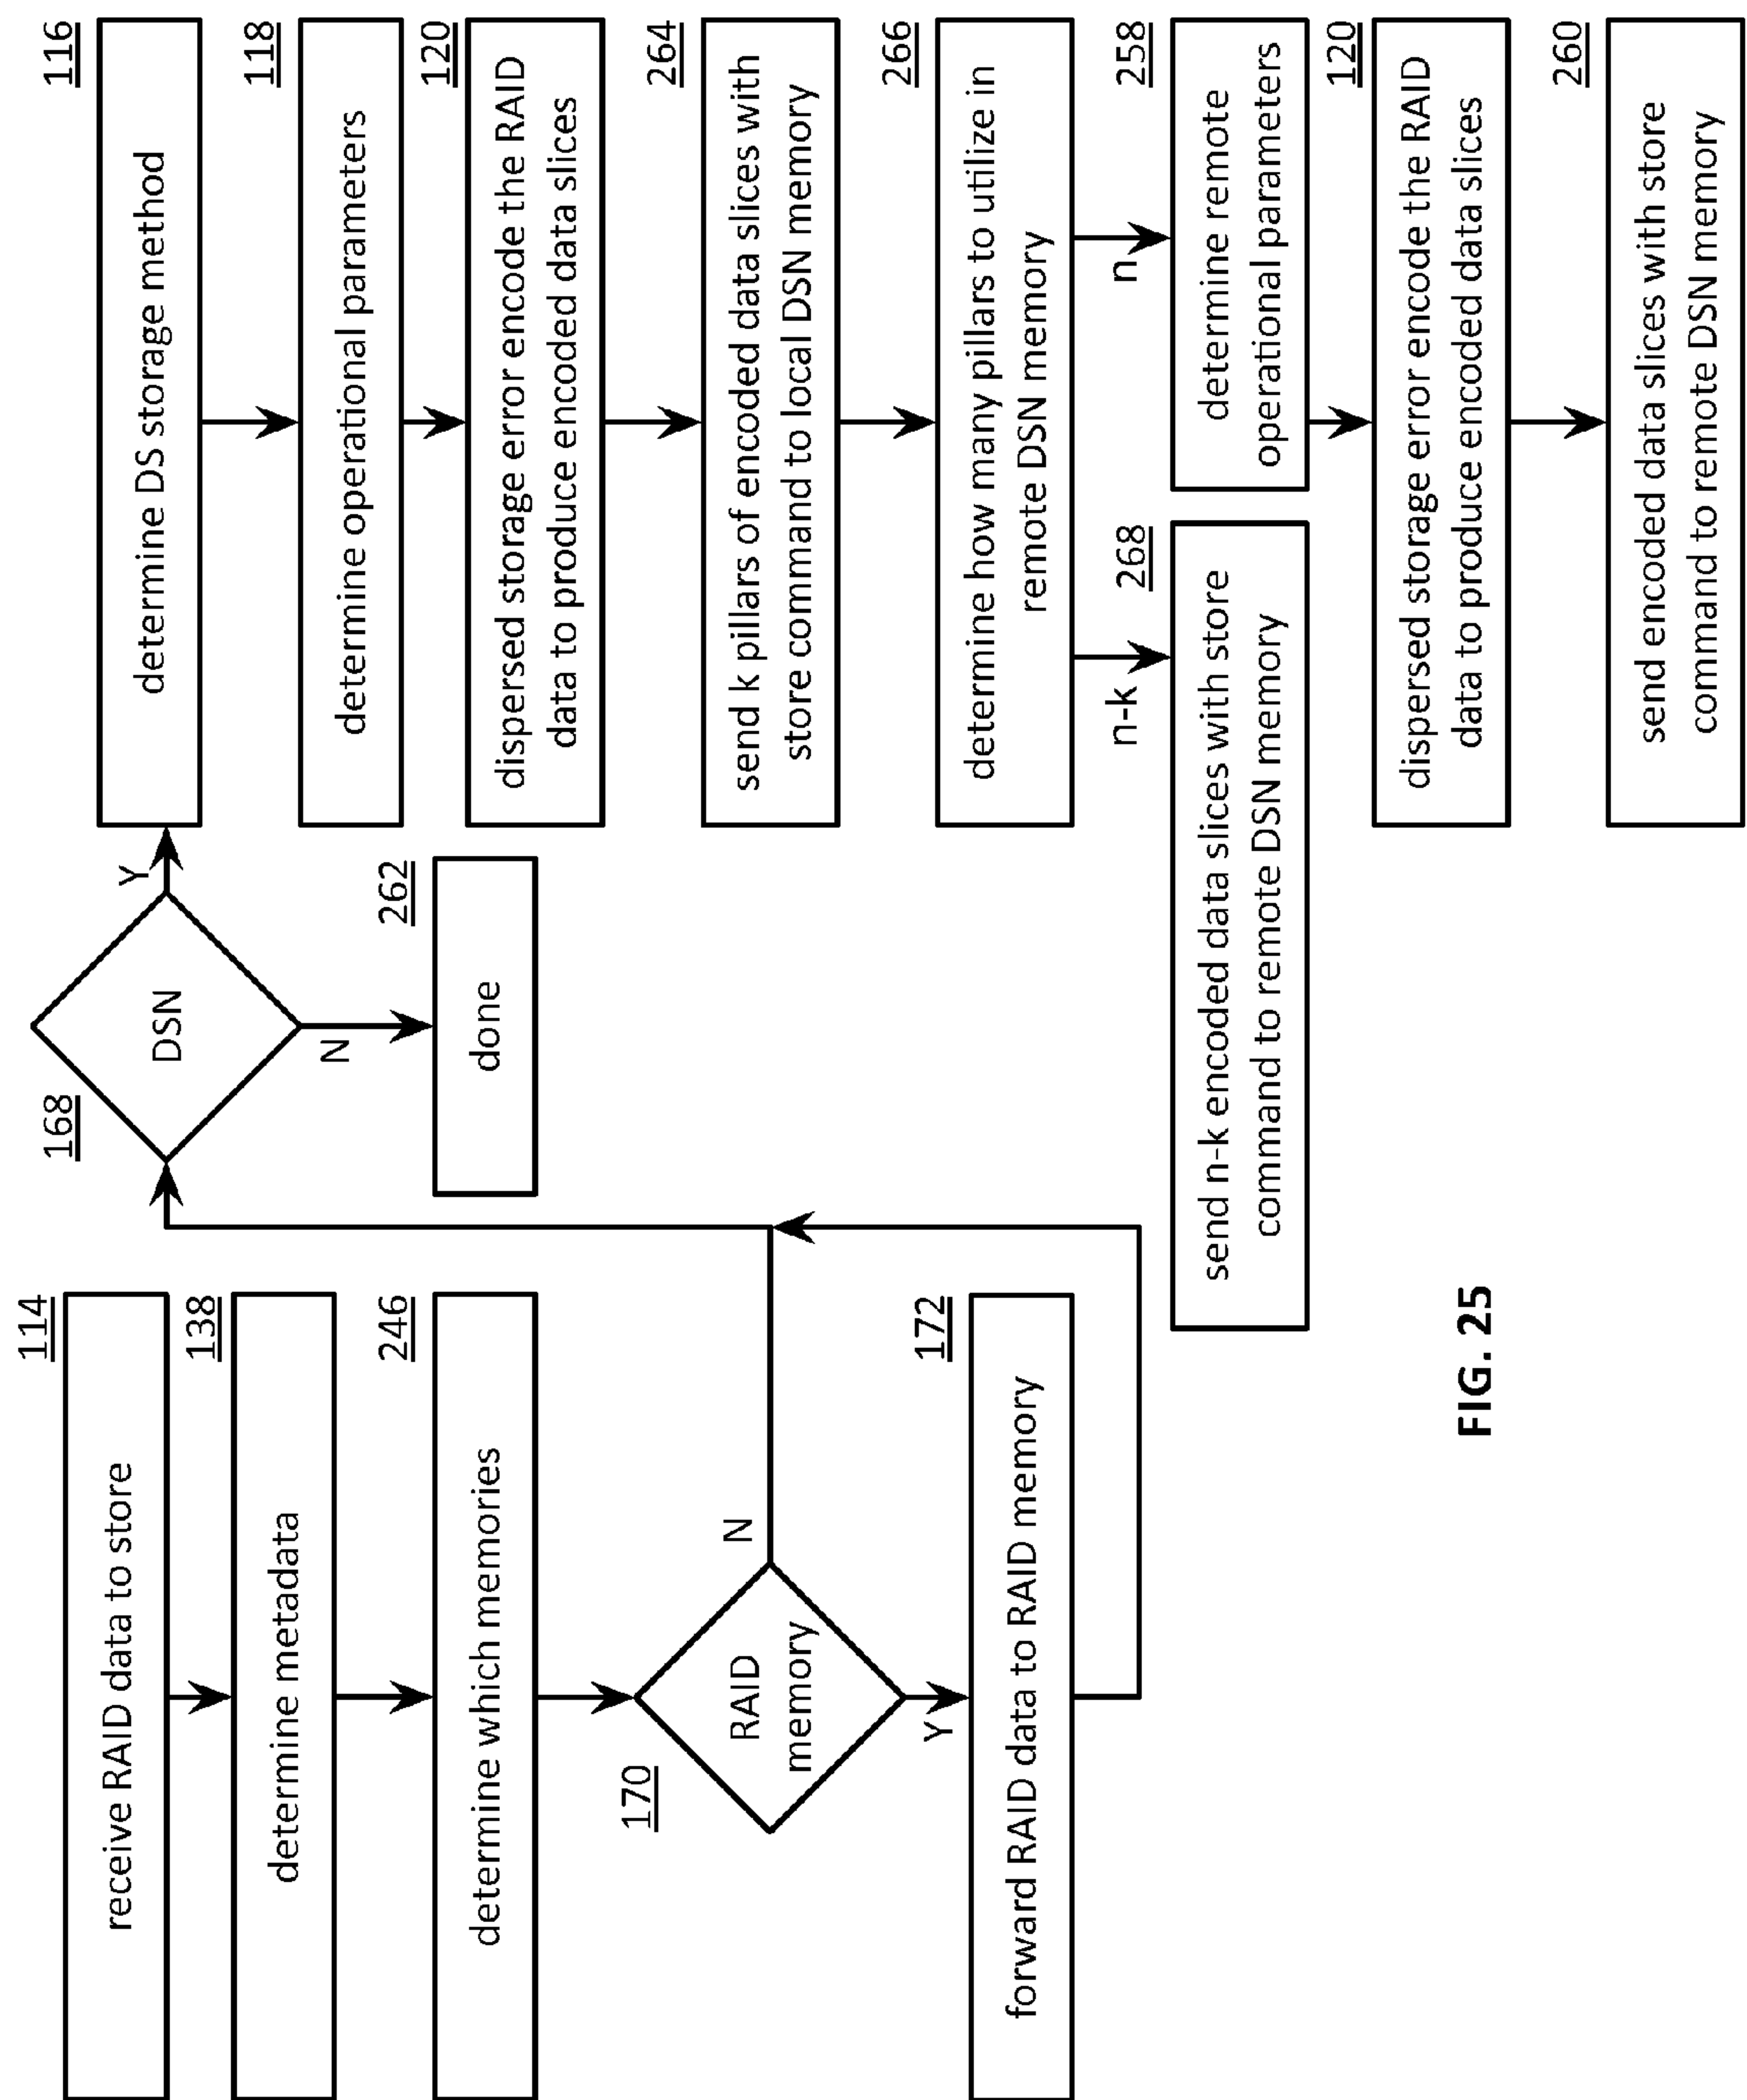 114
receive RAID data to store
138
determine metadata
246
determine which memories
170
RAID
memory
N
Y
172
forward RAID data to RAID memory
168
DSN
Y
N
262
done
116
determine DS storage method
118
determine operational parameters
120
dispersed storage error encode the RAID
data to produce encoded data slices
264
send k pillars of encoded data slices with
store command to local DSN memory
266
determine how many pillars to utilize in
remote DSN memory
n-k
n
268
send n-k encoded data slices with store
command to remote DSN memory
258
determine remote
operational parameters
120
dispersed storage error encode the RAID
data to produce encoded data slices
260
send encoded data slices with store
command to remote DSN memory
FIG. 25